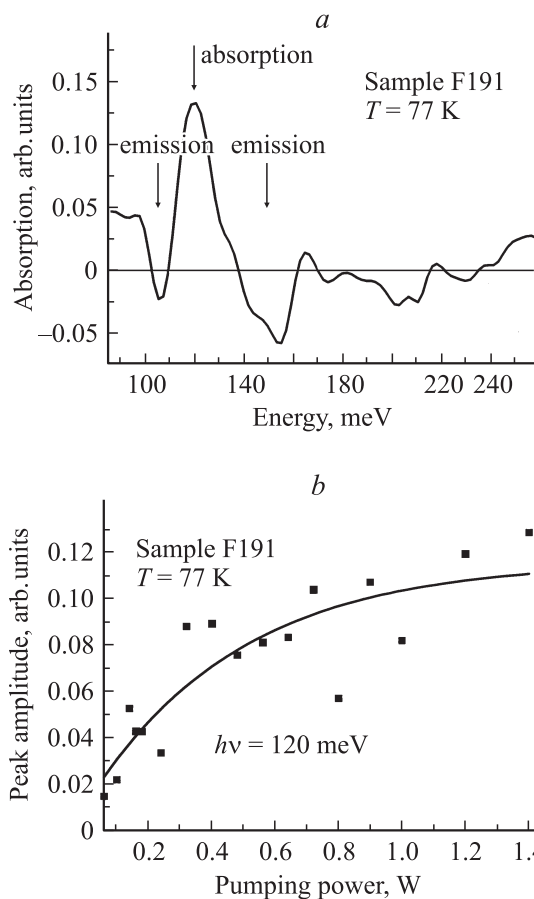 a
absorption
Sample F191
T = 77 K
emission emission
Absorption, arb. units
0.15
0.10
0.05
0
–0.05
100 140 180 220 240
Energy, meV
b
Sample F191
T = 77 K
hν = 120 meV
Peak amplitude, arb. units
0.12
0.10
0.08
0.06
0.04
0.02
0
0.2 0.4 0.6 0.8 1.0 1.2 1.4
Pumping power, W